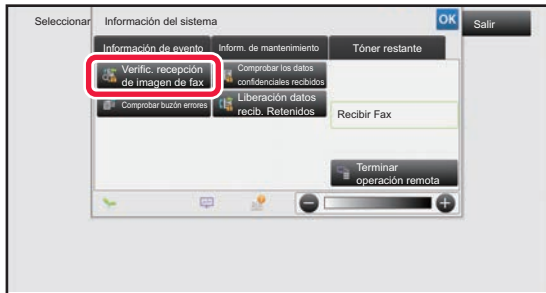 Seleccionar
Información del sistema
OK
Salir
Información de evento
Inform. de mantenimiento
Tóner restante
Verific. recepción
de imagen de fax
Comprobar los datos
confidenciales recibidos
Comprobar buzón errores
Liberación datos
recib. Retenidos
Recibir Fax
Terminar
operación remota